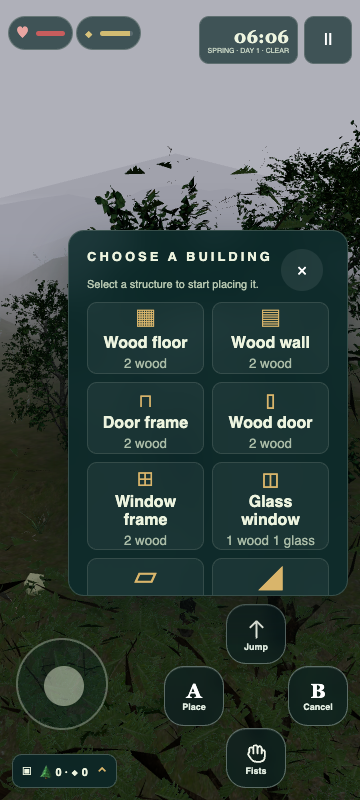 06:06
SPRING · DAY 1 · CLEAR
CHOOSE A BUILDING
Select a structure to start placing it.
Wood floor
2 wood
Wood wall
2 wood
Door frame
2 wood
Wood door
2 wood
Window
frame
2 wood
Glass
window
1 wood 1 glass
Jump
A
Place
B
Cancel
Fists
0 · ◆ 0